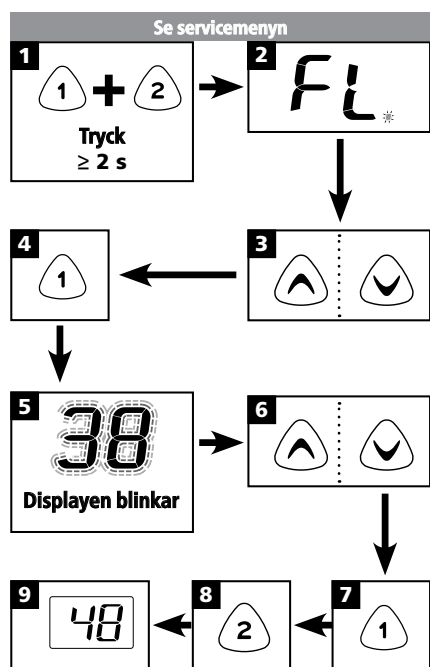 Se servicemenyn
1
1 + 2
Tryck
≥ 2 s
2
FL
3
4
1
5
38
Displayen blinkar
6
7
1
8
2
9
48